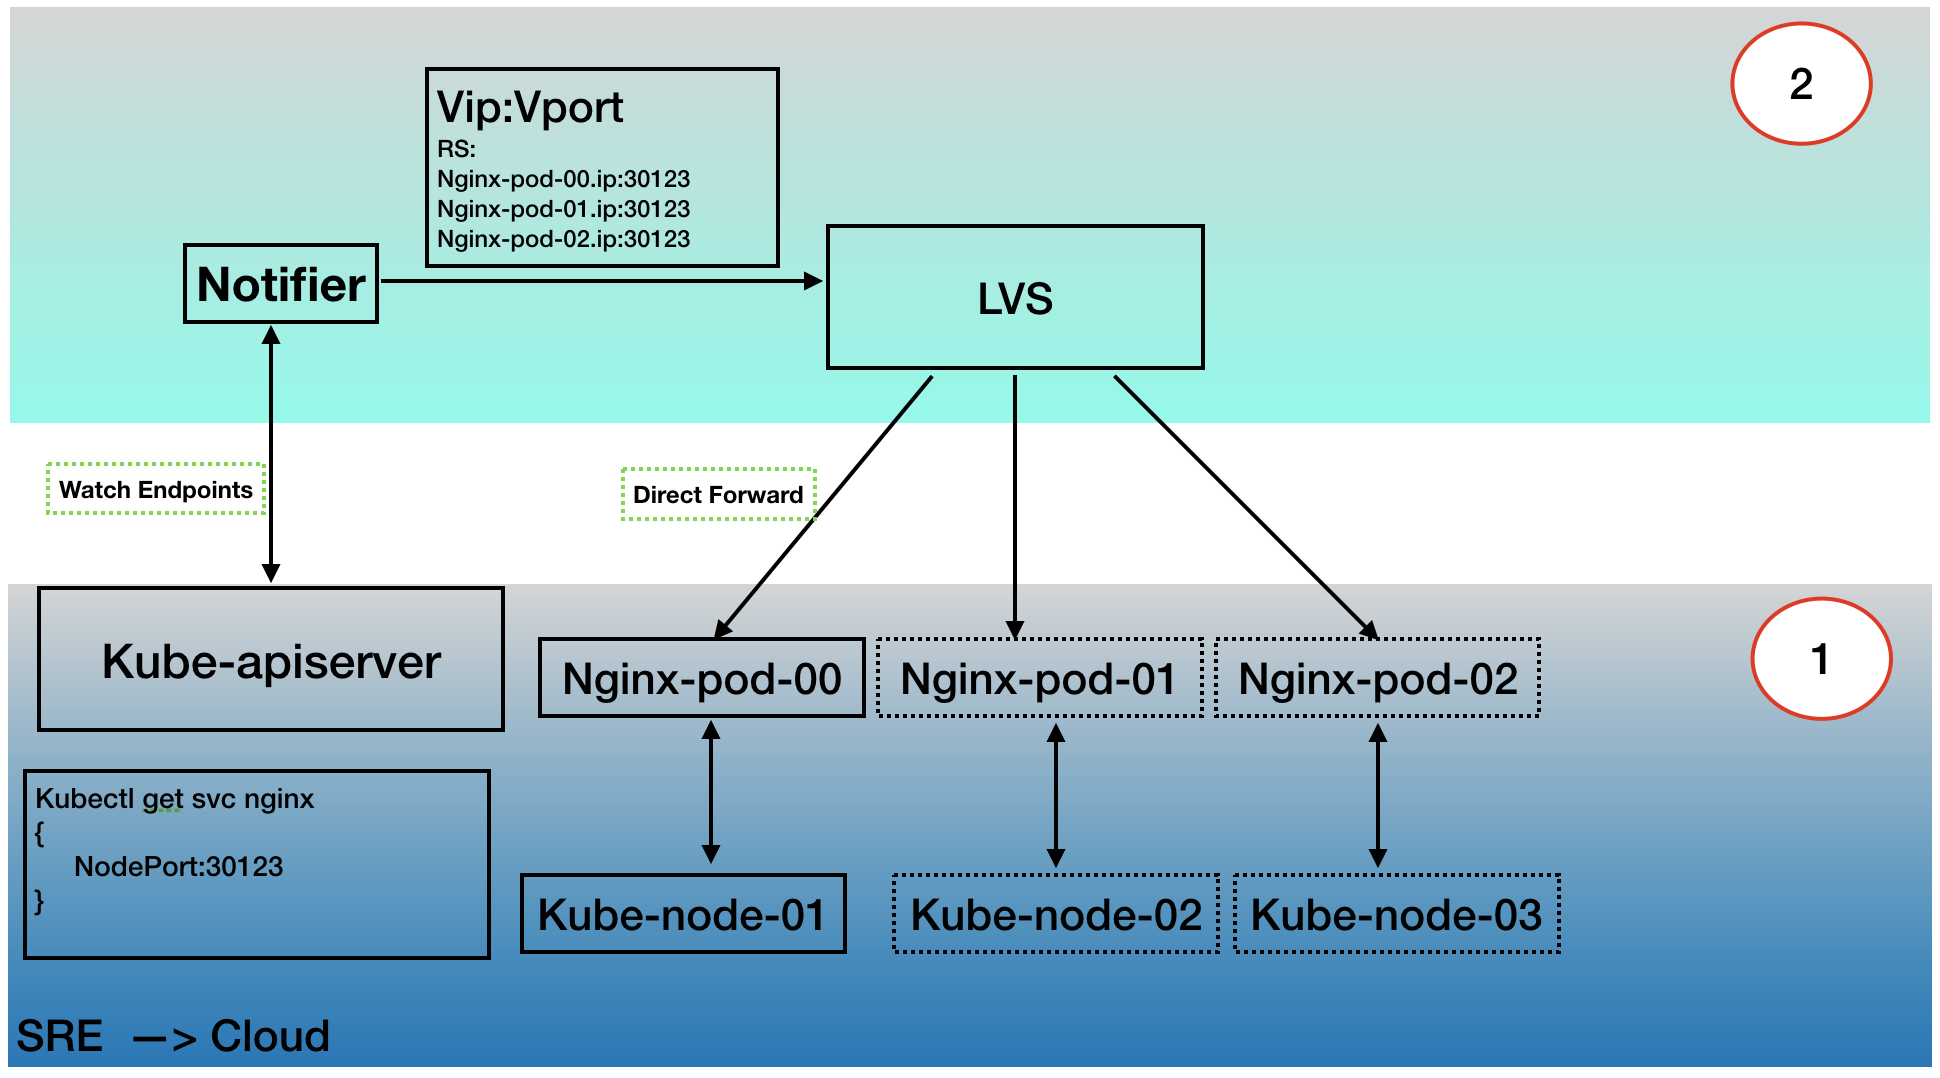 2
Vip:Vport
RS:
Nginx-pod-00.ip:30123
Nginx-pod-01.ip:30123
Nginx-pod-02.ip:30123
Notifier
LVS
Watch Endpoints
Direct Forward
1
Kube-apiserver
Nginx-pod-00
Nginx-pod-01
Nginx-pod-02
Kubectl get svc nginx
{
NodePort:30123
}
Kube-node-01
Kube-node-02
Kube-node-03
SRE —> Cloud